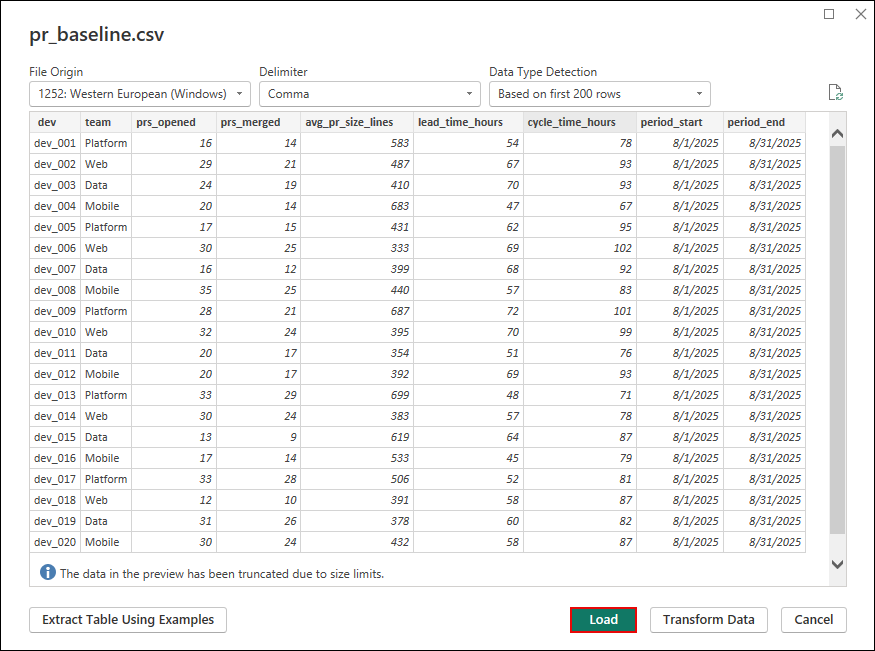 pr_baseline.csv
File Origin Delimiter Data Type Detection
1252: Western European (Windows) Comma Based on first 200 rows
dev team prs_opened prs_merged avg_pr_size_lines lead_time_hours cycle_time_hours period_start period_end
dev_001 Platform 16 14 583 54 78 8/1/2025 8/31/2025
dev_002 Web 29 21 487 67 93 8/1/2025 8/31/2025
dev_003 Data 24 19 410 70 93 8/1/2025 8/31/2025
dev_004 Mobile 20 14 683 47 67 8/1/2025 8/31/2025
dev_005 Platform 17 15 431 62 95 8/1/2025 8/31/2025
dev_006 Web 30 25 333 69 102 8/1/2025 8/31/2025
dev_007 Data 16 12 399 68 92 8/1/2025 8/31/2025
dev_008 Mobile 35 25 440 57 83 8/1/2025 8/31/2025
dev_009 Platform 28 21 687 72 101 8/1/2025 8/31/2025
dev_010 Web 32 24 395 70 99 8/1/2025 8/31/2025
dev_011 Data 20 17 354 51 76 8/1/2025 8/31/2025
dev_012 Mobile 20 17 392 69 93 8/1/2025 8/31/2025
dev_013 Platform 33 29 699 48 71 8/1/2025 8/31/2025
dev_014 Web 30 24 383 57 78 8/1/2025 8/31/2025
dev_015 Data 13 9 619 64 87 8/1/2025 8/31/2025
dev_016 Mobile 17 14 533 45 79 8/1/2025 8/31/2025
dev_017 Platform 33 28 506 52 81 8/1/2025 8/31/2025
dev_018 Web 12 10 391 58 87 8/1/2025 8/31/2025
dev_019 Data 31 26 378 60 82 8/1/2025 8/31/2025
dev_020 Mobile 30 24 432 58 87 8/1/2025 8/31/2025
The data in the preview has been truncated due to size limits.
Extract Table Using Examples Load Transform Data Cancel